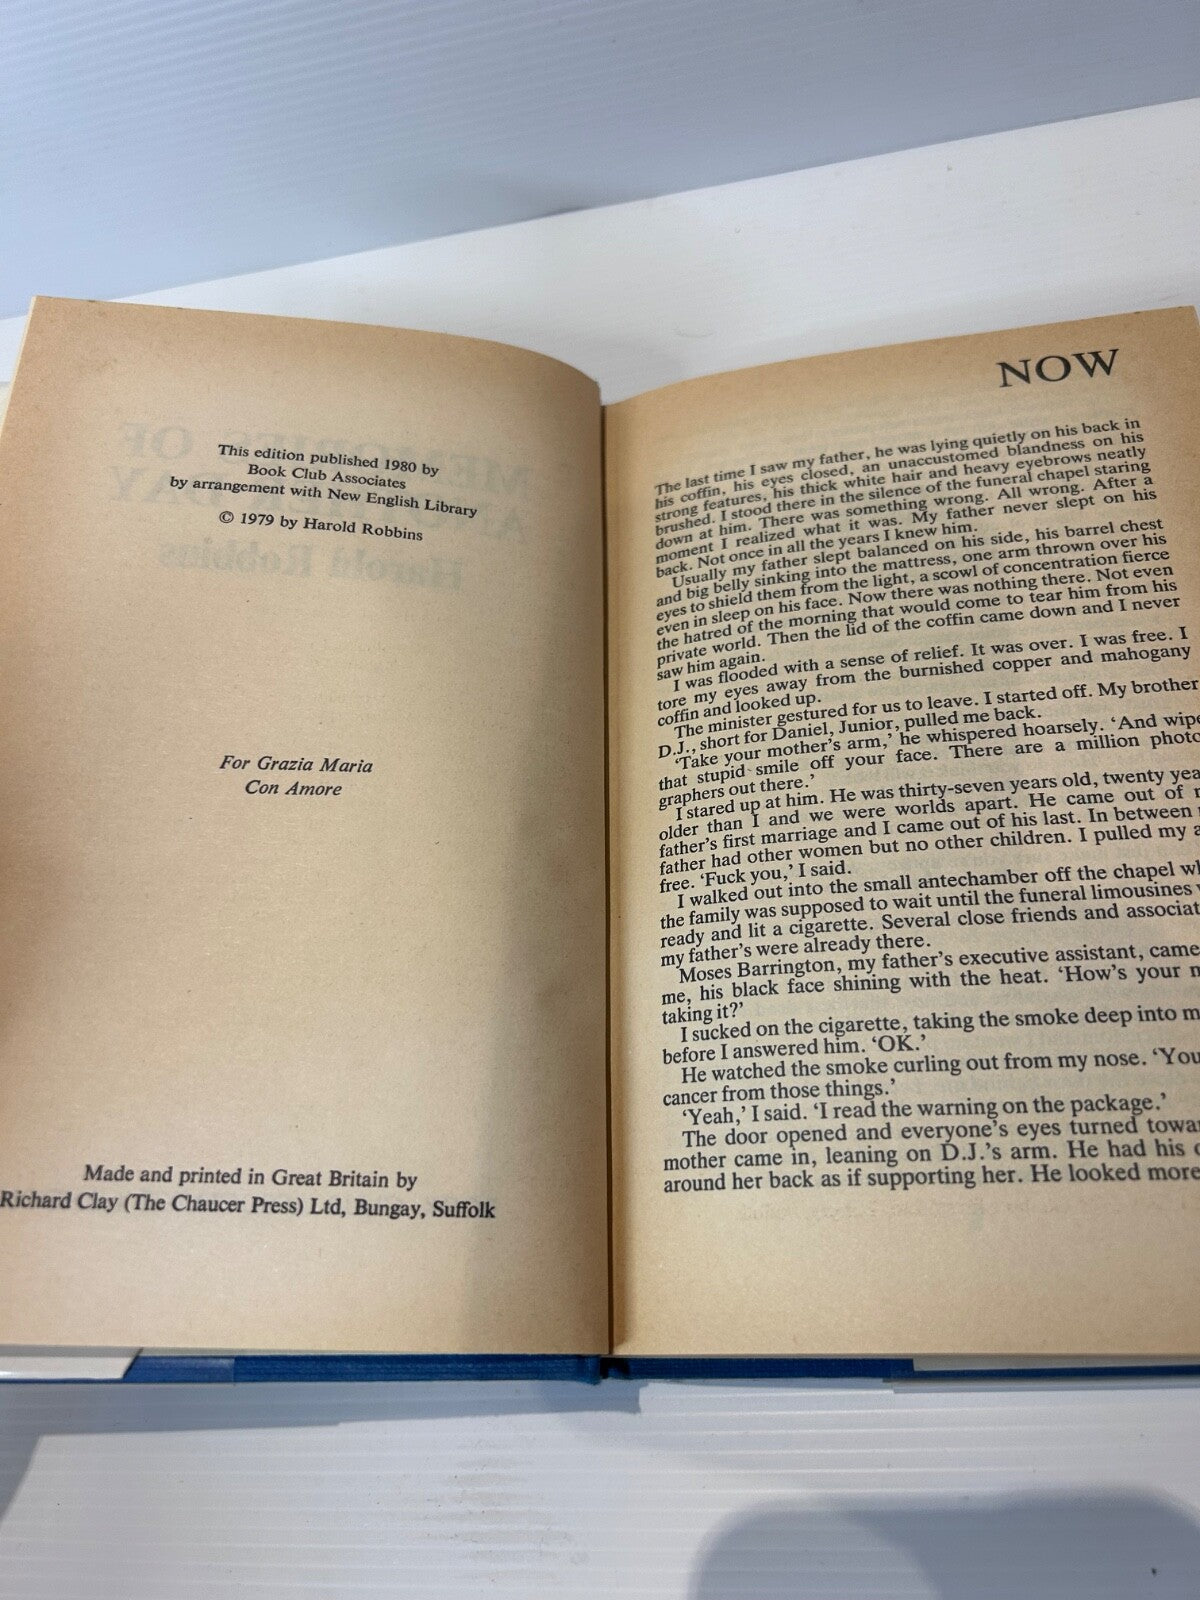 This edition published 1980 by
Book Club Associates
by arrangement with New English Library
© 1979 by Harold Robbins
For Grazia Maria
Con Amore
Made and printed in Great Britain by
Richard Clay (The Chaucer Press) Ltd, Bungay, Suffolk
NOW
The last time I saw my father, he was lying quietly on his back in
his coffin, his eyes closed, an unaccustomed blandness on his
strong features, his thick white hair and heavy eyebrows neatly
brushed. I stood there in the silence of the funeral chapel staring
down at him. There was something wrong. All wrong. After a
moment I realized what it was. My father never slept on his
back. Not once in all the years I knew him.
Usually my father slept balanced on his side, his barrel chest
and big belly sinking into the mattress, one arm thrown over his
eyes to shield them from the light, a scowl of concentration fierce
even in sleep on his face. Now there was nothing there. Not even
the hatred of the morning that would come to tear him from his
private world. Then the lid of the coffin came down and I never
saw him again.
I was flooded with a sense of relief. It was over. I was free. I
tore my eyes away from the burnished copper and mahogany
coffin and looked up.
The minister gestured for us to leave. I started off. My brother
D.J., short for Daniel, Junior, pulled me back.
‘Take your mother's arm,’ he whispered hoarsely. ‘And wipe
that stupid smile off your face. There are a million photo
graphers out there.’
I stared up at him. He was thirty-seven years old, twenty yea
older than I and we were worlds apart. He came out of
father's first marriage and I came out of his last. In between
father had other women but no other children. I pulled my a
free. ‘Fuck you,’ I said.
I walked out into the small antechamber off the chapel wh
the family was supposed to wait until the funeral limousines
ready and lit a cigarette. Several close friends and associat
my father's were already there.
Moses Barrington, my father's executive assistant, came
me, his black face shining with the heat. ‘How's your m
taking it?’
I sucked on the cigarette, taking the smoke deep into m
before I answered him. ‘OK.’
He watched the smoke curling out from my nose. ‘You
cancer from those things.’
‘Yeah,’ I said. ‘I read the warning on the package.’
The door opened and everyone's eyes turned towar
mother came in, leaning on D.J.'s arm. He had his
around her back as if supporting her. He looked more